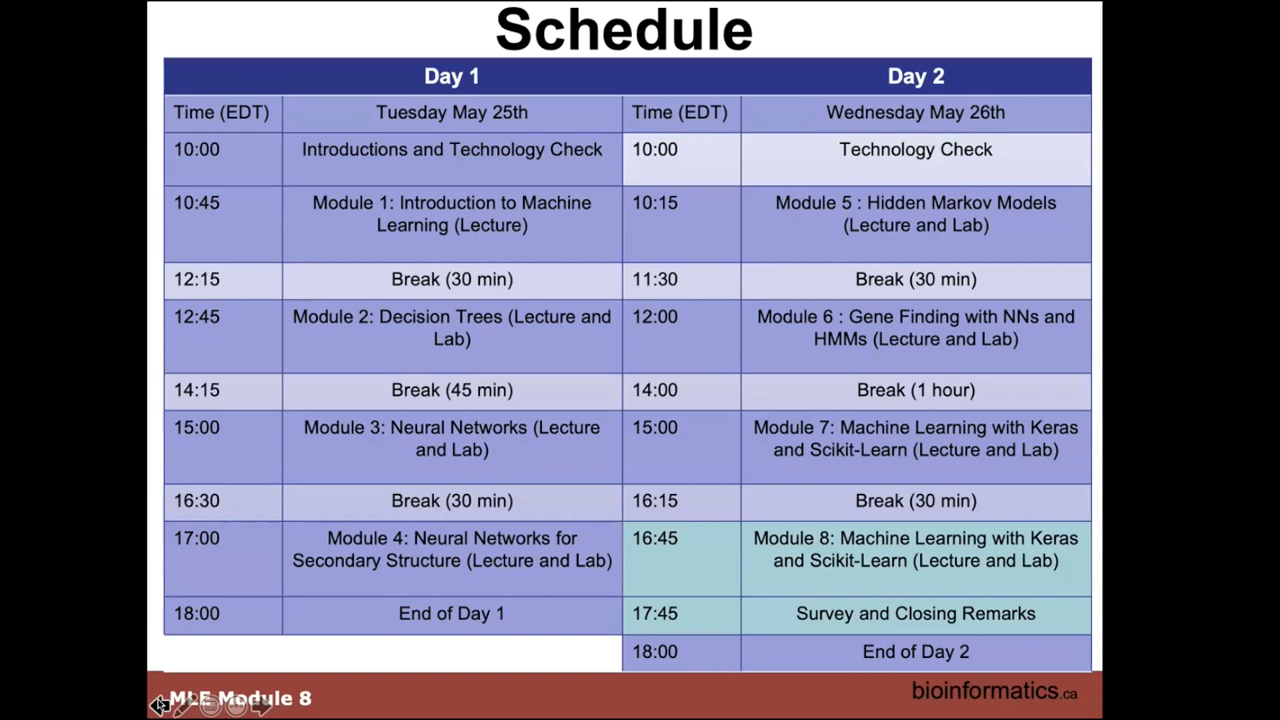 Schedule
Day 1
Day 2
Time (EDT)
Tuesday May 25th
Time (EDT)
Wednesday May 26th
10:00
Introductions and Technology Check
10:00
Technology Check
10:45
Module 1: Introduction to Machine
Learning (Lecture)
10:15
Module 5 : Hidden Markov Models
(Lecture and Lab)
12:15
Break (30 min)
11:30
Break (30 min)
12:45
Module 2: Decision Trees (Lecture and
Lab)
12:00
Module 6 : Gene Finding with NNs and
HMMs (Lecture and Lab)
14:15
Break (45 min)
14:00
Break (1 hour)
15:00
Module 3: Neural Networks (Lecture
and Lab)
15:00
Module 7: Machine Learning with Keras
and Scikit-Learn (Lecture and Lab)
16:30
Break (30 min)
16:15
Break (30 min)
17:00
Module 4: Neural Networks for
Secondary Structure (Lecture and Lab)
16:45
Module 8: Machine Learning with Keras
and Scikit-Learn (Lecture and Lab)
18:00
End of Day 1
17:45
Survey and Closing Remarks
18:00
End of Day 2
MLE Module 8
bioinformatics.ca